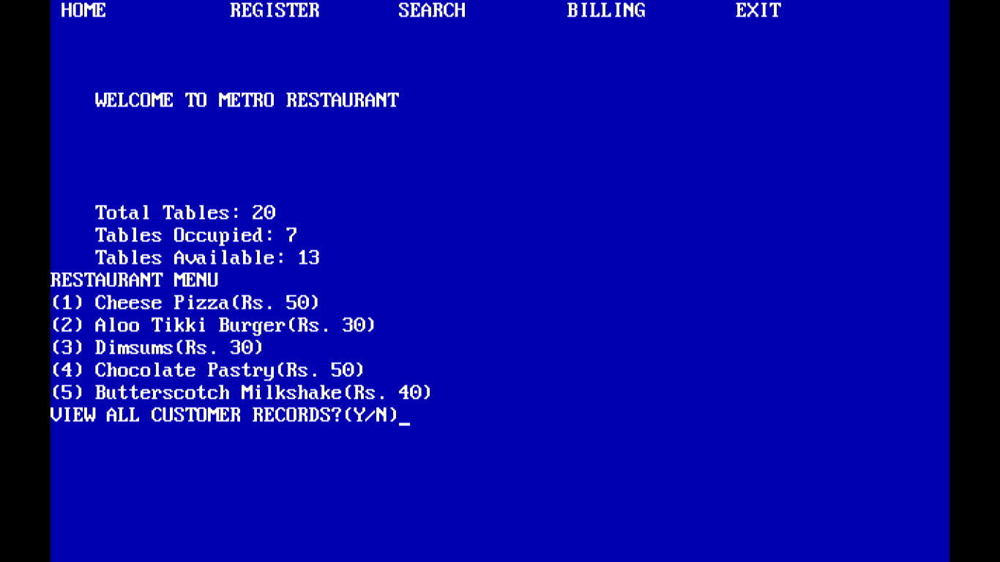 HOME REGISTER SEARCH BILLING EXIT
WELCOME TO METRO RESTAURANT
Total Tables: 20
Tables Occupied: 7
Tables Available: 13
RESTAURANT MENU
(1) Cheese Pizza(Rs. 50)
(2) Aloo Tikki Burger(Rs. 30)
(3) Dimsums(Rs. 30)
(4) Chocolate Pastry(Rs. 50)
(5) Butterscotch Milkshake(Rs. 40)
VIEW ALL CUSTOMER RECORDS?(Y/N)_